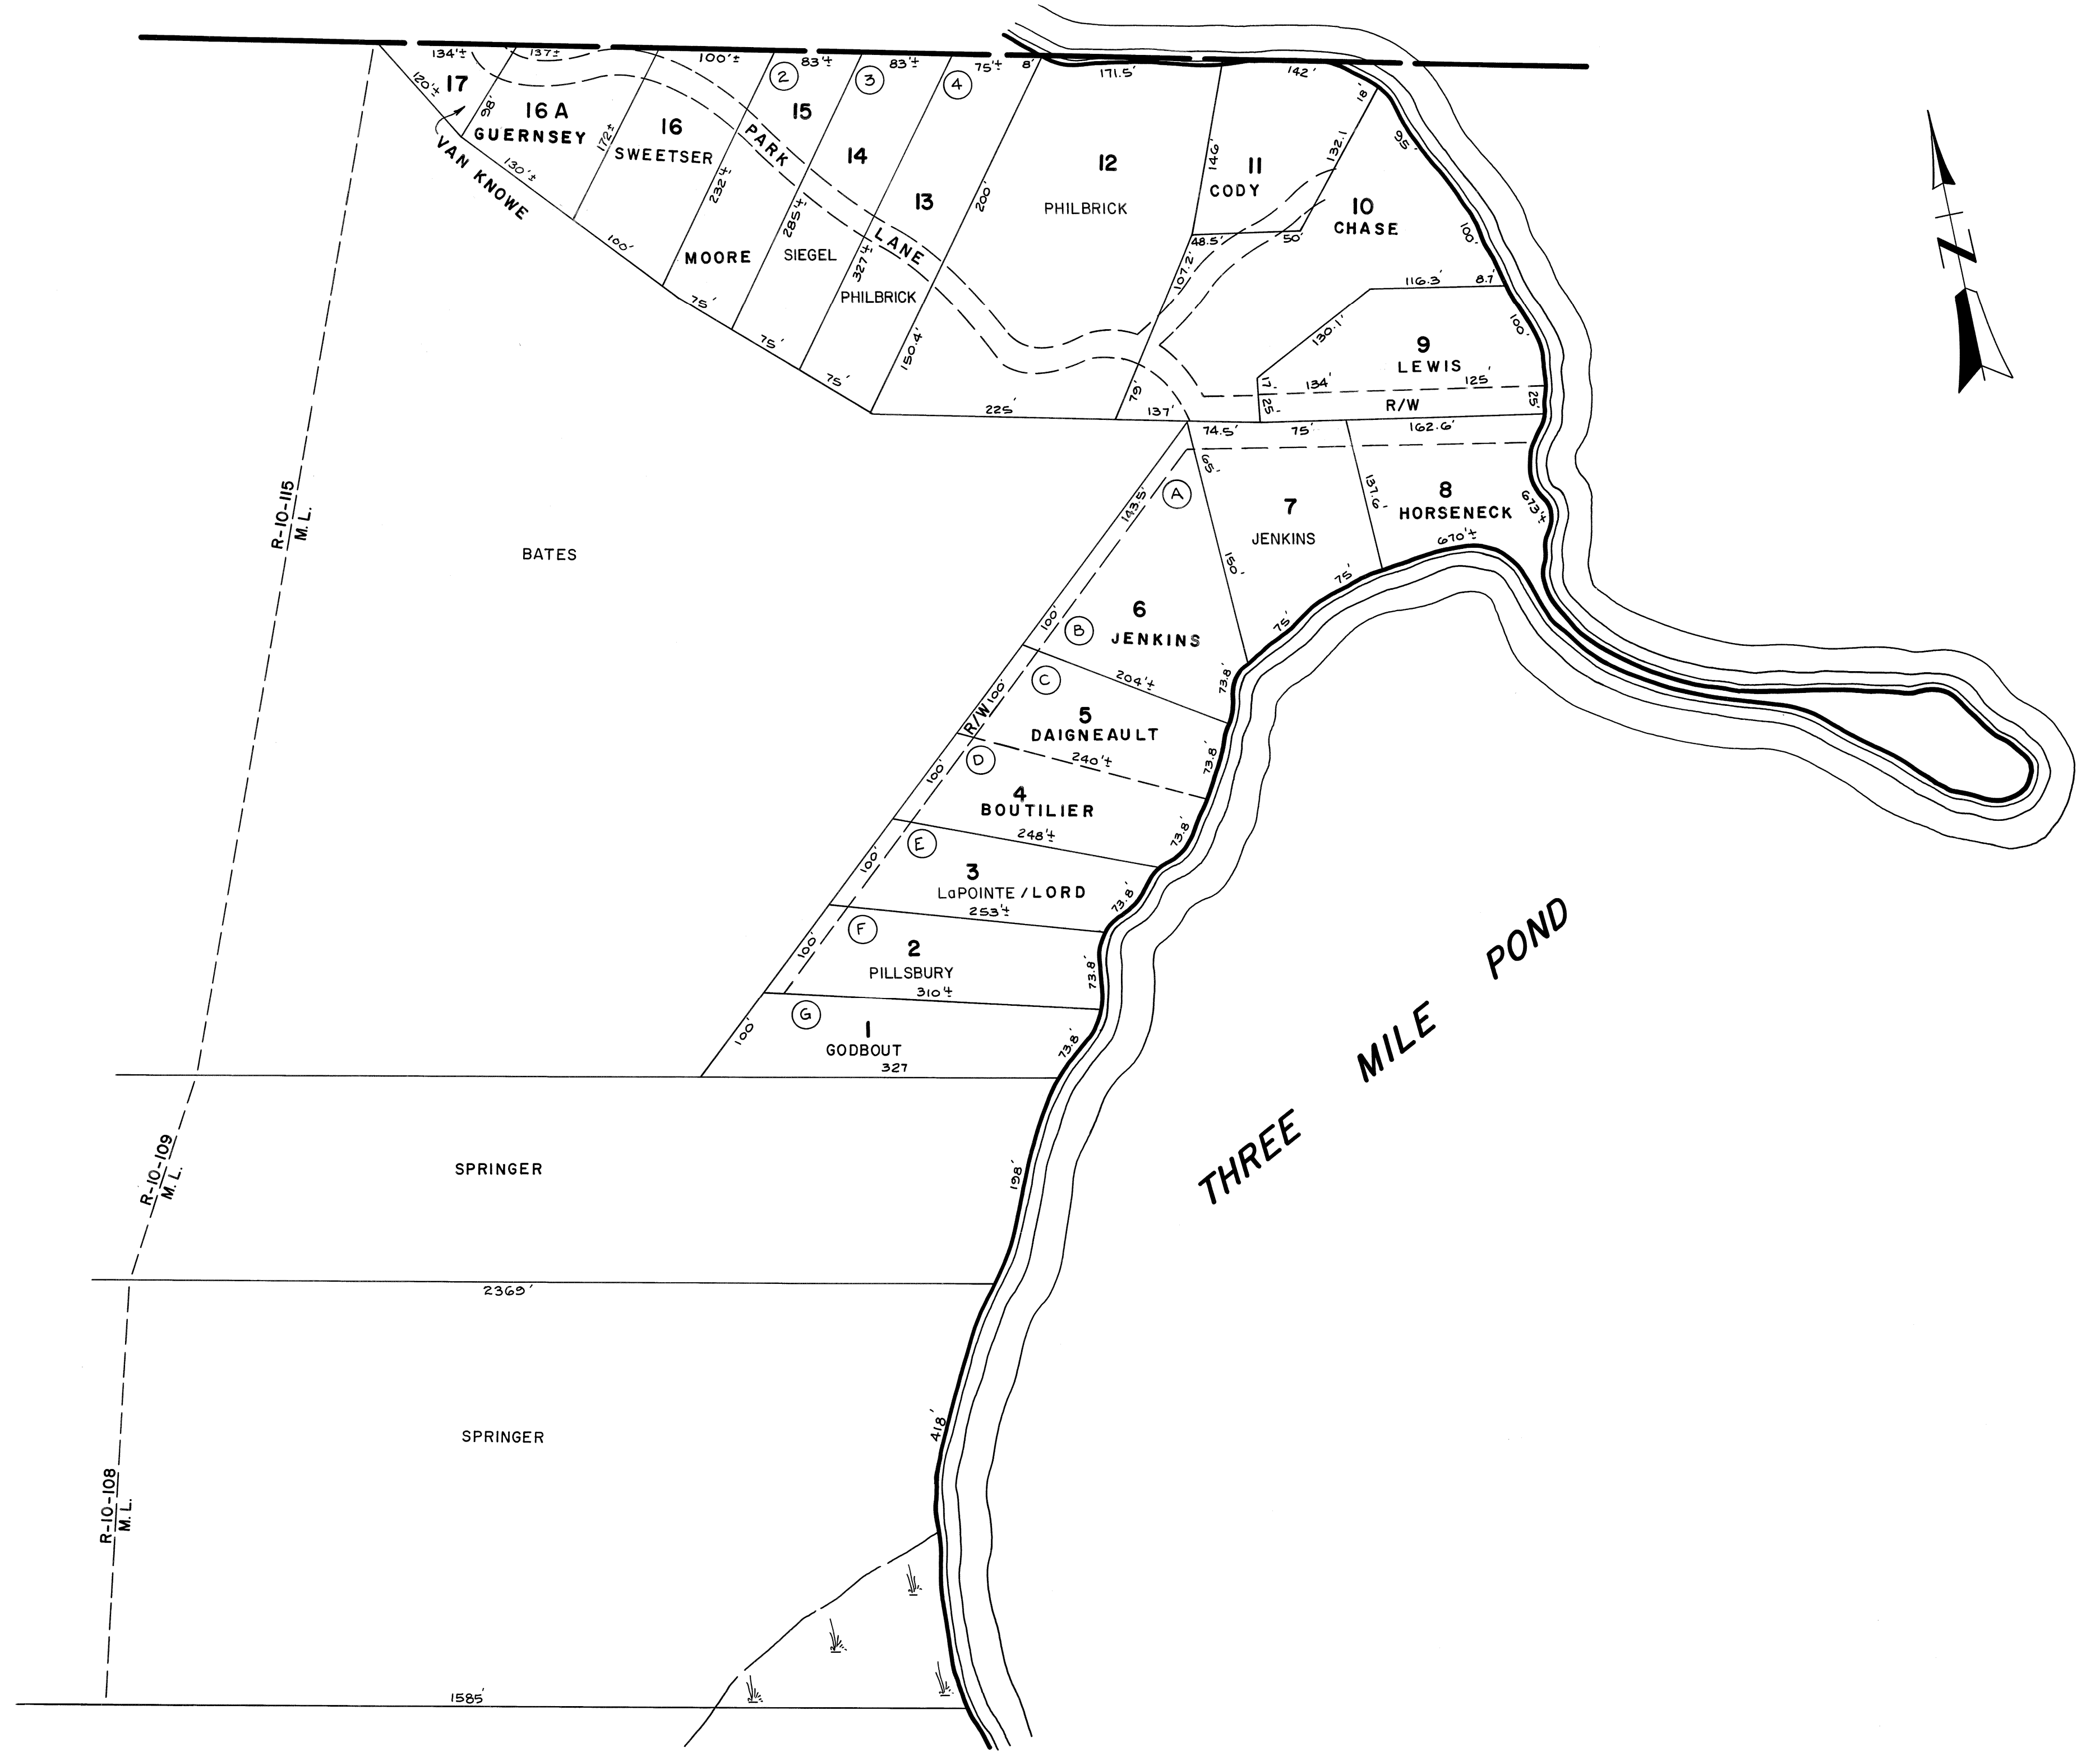 134'±
137±
100'±
83'±
83'±
75'±
8'
171.5'
142'
18'
120'±
17
98'
16 A
GUERNSEY
VAN KNOWE
130'±
172±
16
SWEETSER
100'
2
15
PARK
LANE
232'±
MOORE
75'
3
14
285'±
SIEGEL
75'
4
13
327'±
PHILBRICK
75'
200'
150.4'
12
PHILBRICK
225'
146'
11
CODY
132.1
48.5'
50'
107.2'
79'
137'
10
CHASE
95'
100'
116.3'
8.7'
130.1'
100'
9
LEWIS
17'
134'
125'
25'
R/W
25'
74.5'
75'
162.6'
65'
A
143.5'
7
JENKINS
150'
137.6'
8
HORSENECK
673'±
670'±
75'
75'
R-10-115
M.L.
BATES
100'
B
6
JENKINS
73.8'
204'±
C
R/W
100'
5
DAIGNEAULT
73.8'
240'±
D
100'
4
BOUTILIER
73.8'
248'±
E
100'
3
LaPOINTE / LORD
73.8'
253'±
F
100'
2
PILLSBURY
73.8'
310'±
G
100'
1
GODBOUT
73.8'
327
THREE MILE POND
R-10-109
M.L.
SPRINGER
198'
2369'
R-10-108
M.L.
SPRINGER
418'
1585'
N